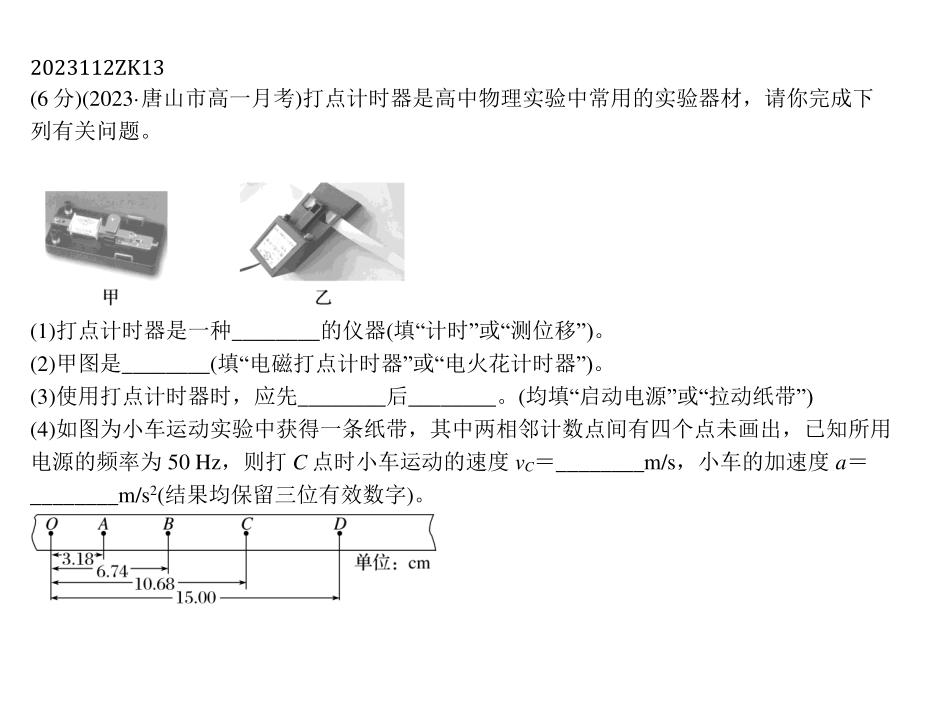 2023112ZK13
(6分)(2023·唐山市高一月考)打点计时器是高中物理实验中常用的实验器材，请你完成下
列有关问题。
甲
乙
(1)打点计时器是一种________的仪器(填“计时”或“测位移”)。
(2)甲图是________(填“电磁打点计时器”或“电火花计时器”)。
(3)使用打点计时器时，应先________后________。(均填“启动电源”或“拉动纸带”)
(4)如图为小车运动实验中获得一条纸带，其中两相邻计数点间有四个点未画出，已知所用
电源的频率为 50 Hz，则打 C 点时小车运动的速度 v_C＝________m/s，小车的加速度 a＝
________m/s²(结果均保留三位有效数字)。
O A B C D
3.18
单位：cm
6.74
10.68
15.00